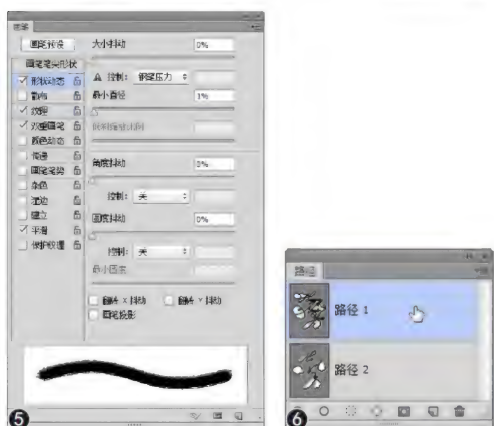 画笔
画笔预设
大小抖动 0%
画笔笔尖形状
形状动态
控制: 钢笔压力
散布
最小直径 1%
纹理
双重画笔
颜色动态
传递
角度抖动 0%
画笔笔势
杂色
控制: 关
湿边
建立
圆度抖动 0%
平滑
保护纹理
控制: 关
最小圆度
翻转 X 抖动 翻转 Y 抖动
画笔投影
5
路径
路径 1
路径 2
6